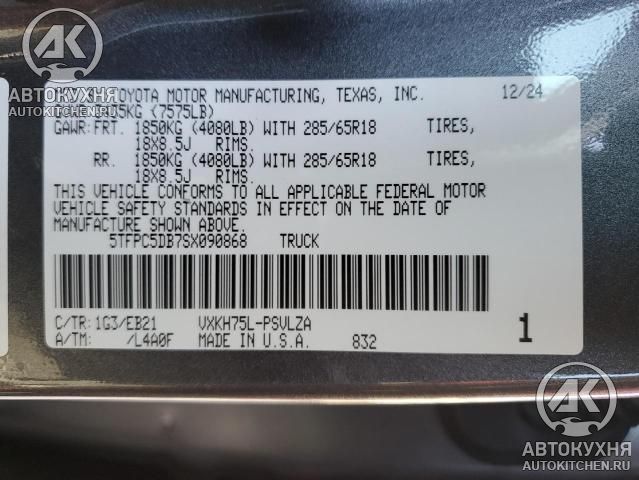 АК
АВТОКУХНЯ
AUTOKITCHEN.RU
TOYOTA MOTOR MANUFACTURING, TEXAS, INC. 12/24
(7575LB)
GAWR: FRT. 1850KG (4080LB) WITH 285/65R18 TIRES,
18X8.5J RIMS.
RR. 1850KG (4080LB) WITH 285/65R18 TIRES,
18X8.5J RIMS.
THIS VEHICLE CONFORMS TO ALL APPLICABLE FEDERAL MOTOR
VEHICLE SAFETY STANDARDS IN EFFECT ON THE DATE OF
MANUFACTURE SHOWN ABOVE.
5TFPC5DB7SX090868 TRUCK
C/TR: 1G3/EB21 VXKH75L-PSVLZA
A/TM: /L4A0F MADE IN U.S.A. 832 1
АК
АВТОКУХНЯ
AUTOKITCHEN.RU